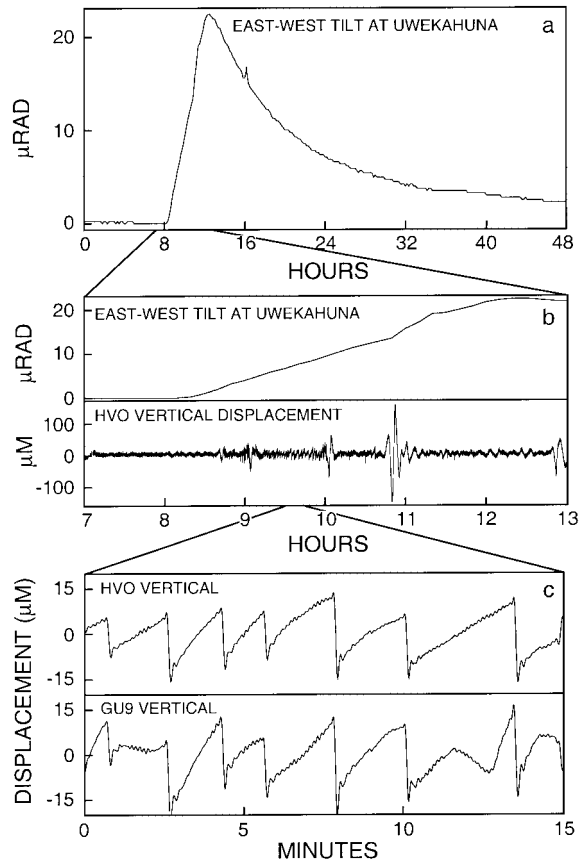 EAST-WEST TILT AT UWEKAHUNA a
µRAD
20
10
0
0 8 16 24 32 40 48
HOURS
EAST-WEST TILT AT UWEKAHUNA b
µRAD
20
10
0
HVO VERTICAL DISPLACEMENT
µM
100
0
-100
7 8 9 10 11 12 13
HOURS
HVO VERTICAL c
DISPLACEMENT (µM)
15
0
-15
GU9 VERTICAL
15
0
-15
0 5 10 15
MINUTES